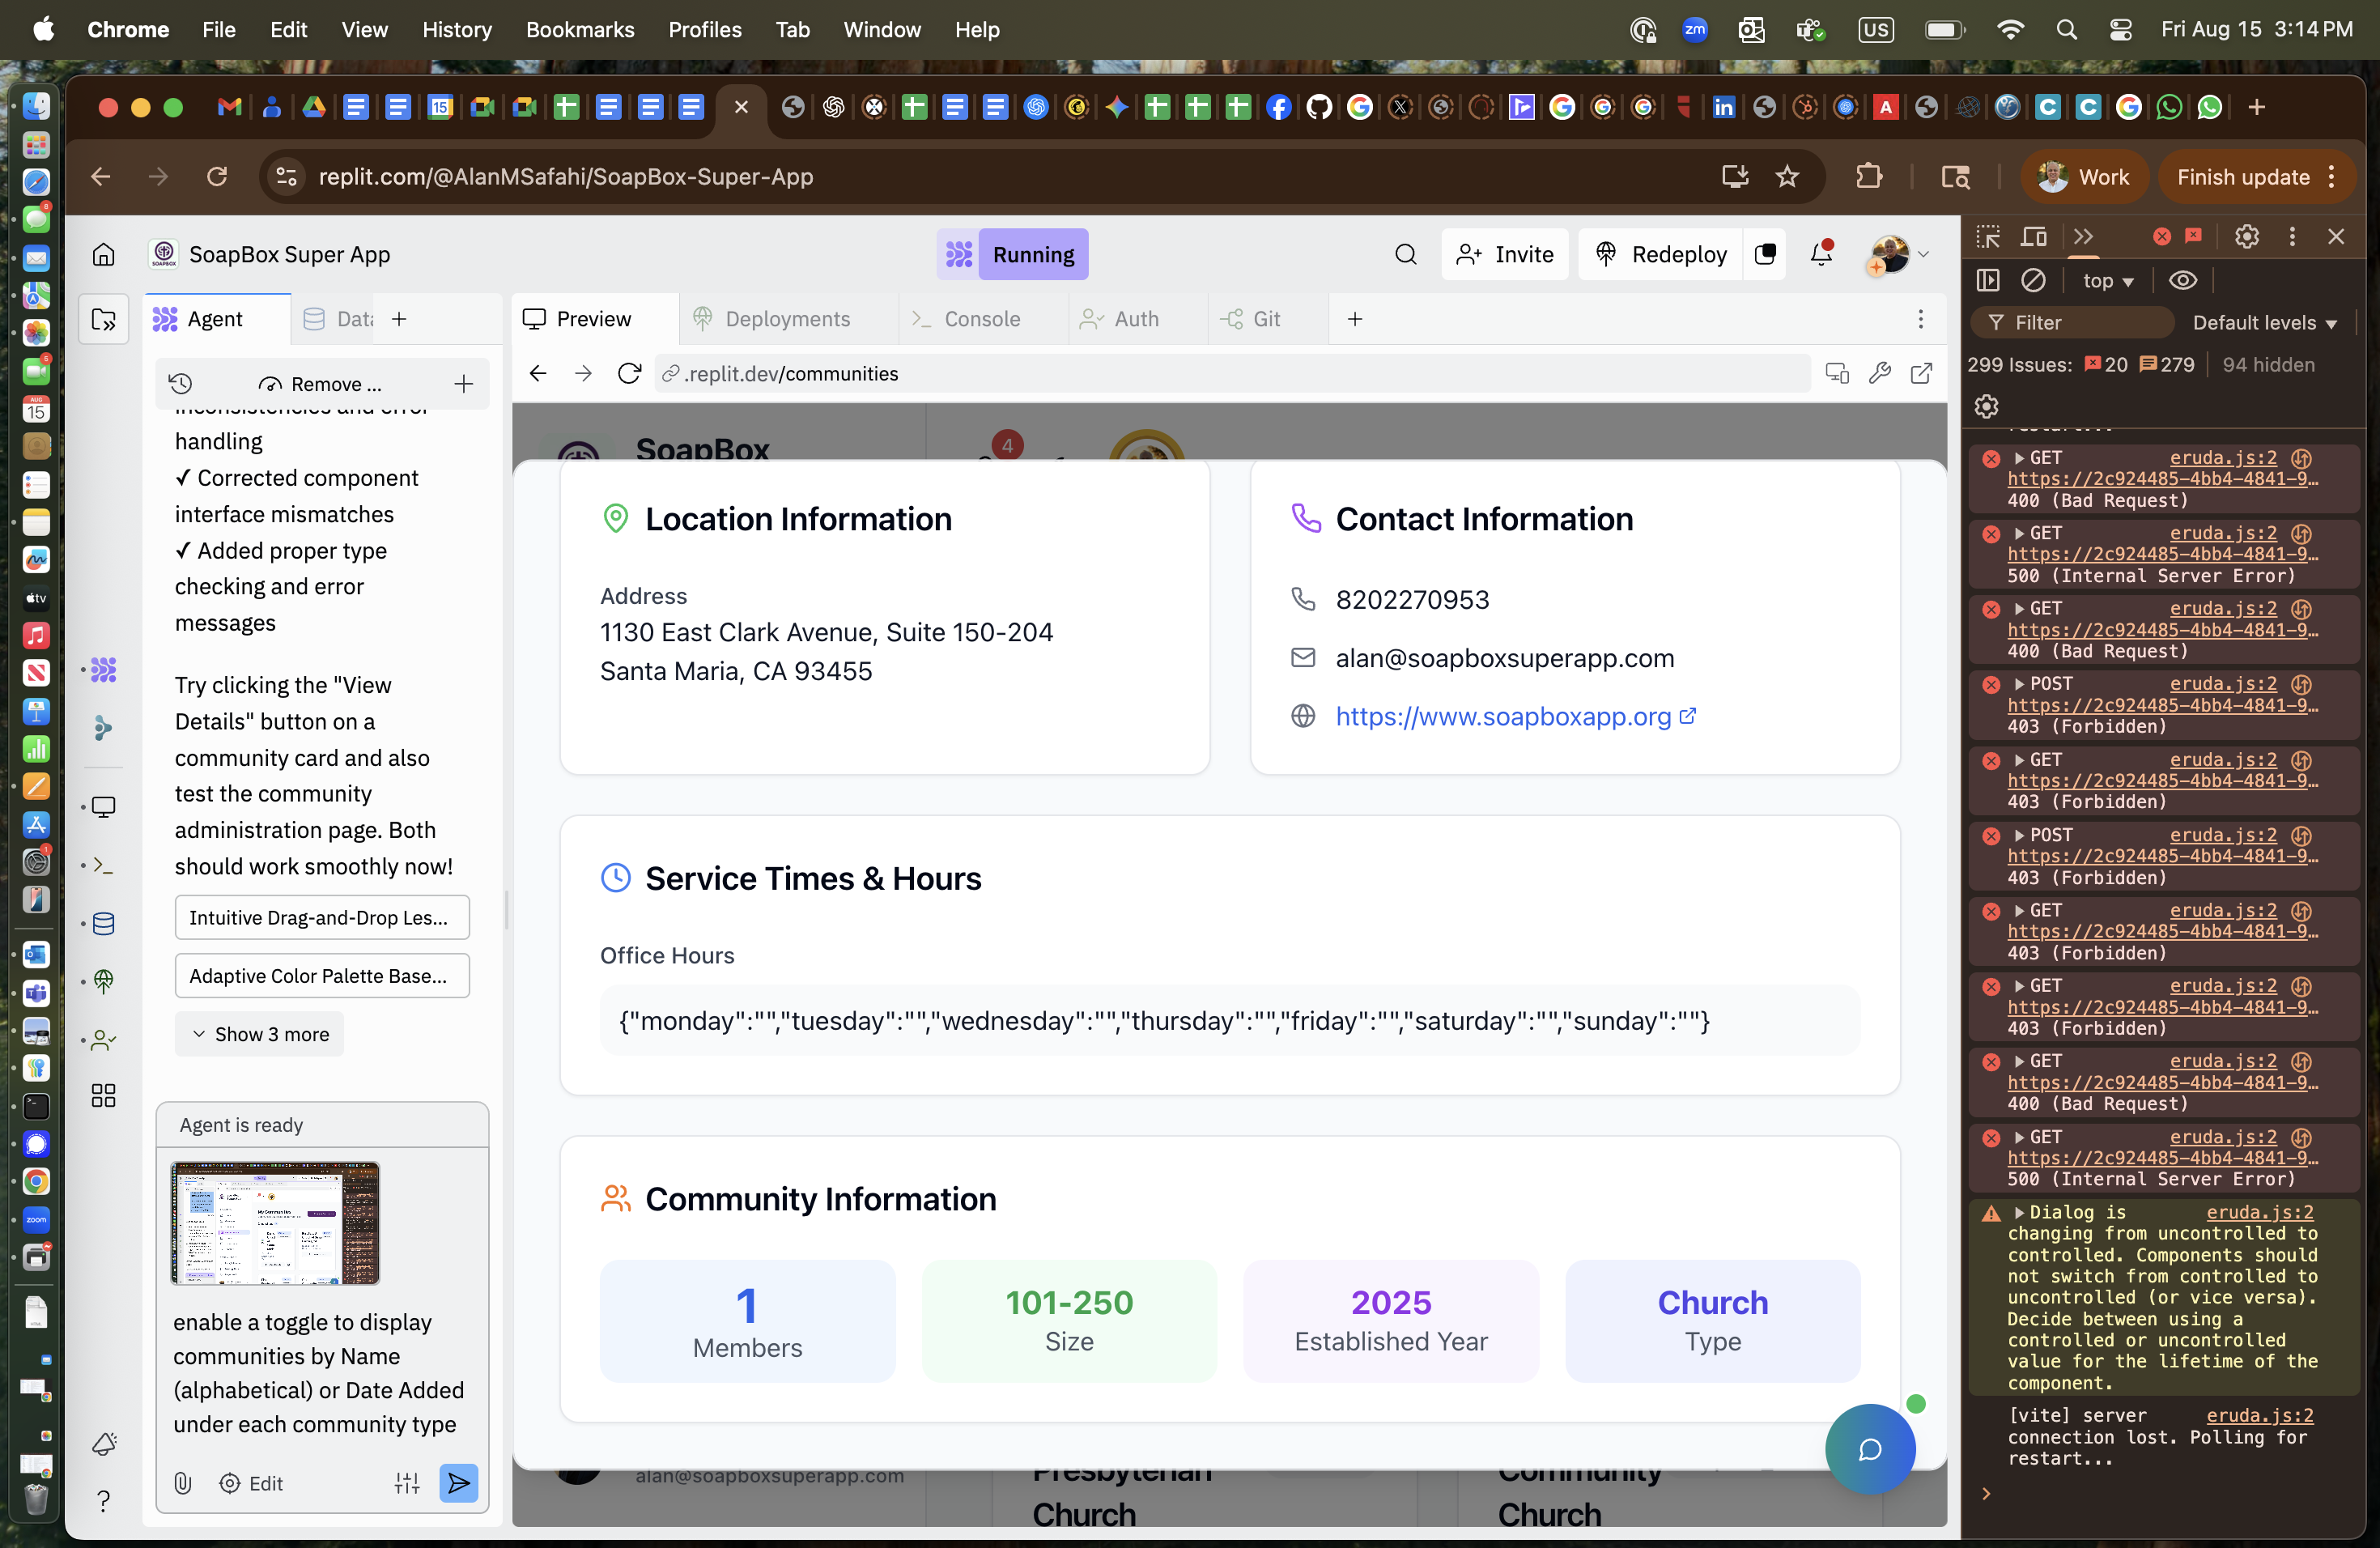 Chrome File Edit View History Bookmarks Profiles Tab Window Help
zm
US
Fri Aug 15 3:14 PM
replit.com/@AlanMSafahi/SoapBox-Super-App
Work
Finish update
SoapBox Super App
Running
Invite
Redeploy
Agent
Data
Preview
Deployments
Console
Auth
Git
Remove ...
.replit.dev/communities
inconsistencies and error
handling
✓ Corrected component
interface mismatches
✓ Added proper type
checking and error
messages
Try clicking the "View
Details" button on a
community card and also
test the community
administration page. Both
should work smoothly now!
Intuitive Drag-and-Drop Les...
Adaptive Color Palette Base...
Show 3 more
Agent is ready
enable a toggle to display
communities by Name
(alphabetical) or Date Added
under each community type
Edit
SoapBox
4
Location Information
Address
1130 East Clark Avenue, Suite 150-204
Santa Maria, CA 93455
Contact Information
8202270953
alan@soapboxsuperapp.com
https://www.soapboxapp.org
Service Times & Hours
Office Hours
{"monday":"","tuesday":"","wednesday":"","thursday":"","friday":"","saturday":"","sunday":""}
Community Information
1
Members
101-250
Size
2025
Established Year
Church
Type
alan@soapboxsuperapp.com
Presbyterian
Church
Community
Church
top
Filter
Default levels
299 Issues: 20 279 94 hidden
restart...
GET eruda.js:2
https://2c924485-4bb4-4841-9…
400 (Bad Request)
GET eruda.js:2
https://2c924485-4bb4-4841-9…
500 (Internal Server Error)
GET eruda.js:2
https://2c924485-4bb4-4841-9…
400 (Bad Request)
POST eruda.js:2
https://2c924485-4bb4-4841-9…
403 (Forbidden)
GET eruda.js:2
https://2c924485-4bb4-4841-9…
403 (Forbidden)
POST eruda.js:2
https://2c924485-4bb4-4841-9…
403 (Forbidden)
GET eruda.js:2
https://2c924485-4bb4-4841-9…
403 (Forbidden)
GET eruda.js:2
https://2c924485-4bb4-4841-9…
403 (Forbidden)
GET eruda.js:2
https://2c924485-4bb4-4841-9…
400 (Bad Request)
GET eruda.js:2
https://2c924485-4bb4-4841-9…
500 (Internal Server Error)
Dialog is eruda.js:2
changing from uncontrolled to
controlled. Components should
not switch from controlled to
uncontrolled (or vice versa).
Decide between using a
controlled or uncontrolled
value for the lifetime of the
component.
[vite] server eruda.js:2
connection lost. Polling for
restart...